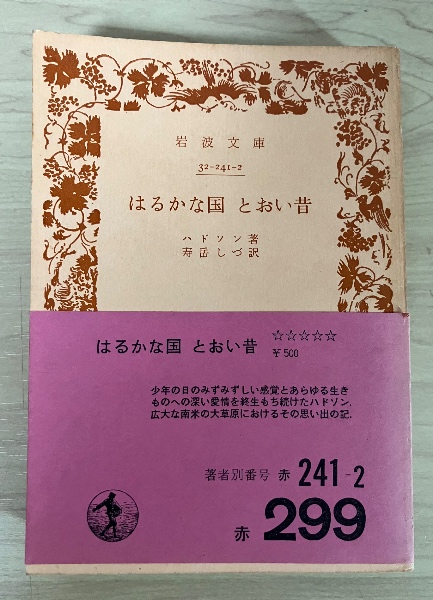 岩波文庫
32-241-2
はるかな国 とおい昔
ハドソン著
寿岳しづ訳
はるかな国 とおい昔 ☆☆☆☆☆
¥500
少年の日のみずみずしい感覚とあらゆる生き
ものへの深い愛情を終生もち続けたハドソン.
広大な南米の大草原におけるその思い出の記.
著者別番号 赤 241-2
赤 299